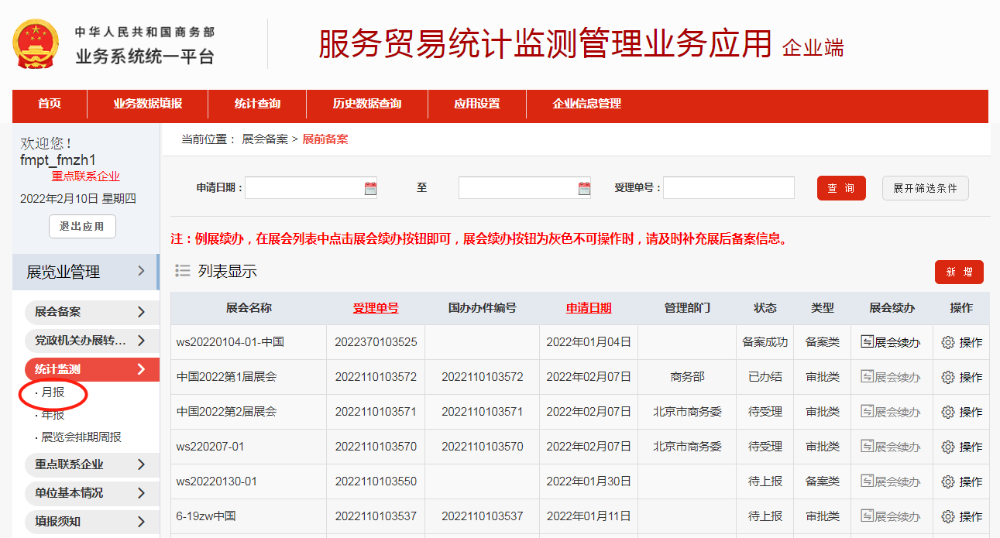 中华人民共和国商务部
业务系统统一平台
服务贸易统计监测管理业务应用 企业端
首页 业务数据填报 统计查询 历史数据查询 应用设置 企业信息管理
欢迎您！
fmpt_fmzh1
重点联系企业
2022年2月10日 星期四
退出应用
展览业管理
展会备案
党政机关办展转...
统计监测
· 月报
· 年报
· 展览会排期周报
重点联系企业
单位基本情况
填报须知
当前位置： 展会备案 > 展前备案
申请日期： 至 受理单号： 查 询 展开筛选条件
注：例展续办，在展会列表中点击展会续办按钮即可，展会续办按钮为灰色不可操作时，请及时补充展后备案信息。
列表显示 新 增
展会名称 受理单号 国办办件编号 申请日期 管理部门 状态 类型 展会续办 操作
ws20220104-01-中国 2022370103525 2022年01月04日 备案成功 备案类 展会续办 操作
中国2022第1届展会 2022110103572 2022110103572 2022年02月07日 商务部 已办结 审批类 展会续办 操作
中国2022第2届展会 2022110103571 2022110103571 2022年02月07日 北京市商务委 待受理 审批类 展会续办 操作
ws220207-01 2022110103570 2022110103570 2022年02月07日 北京市商务委 待受理 审批类 展会续办 操作
ws20220130-01 2022110103550 2022年01月30日 待上报 备案类 展会续办 操作
6-19zw中国 2022110103537 2022110103537 2022年01月11日 待上报 审批类 展会续办 操作